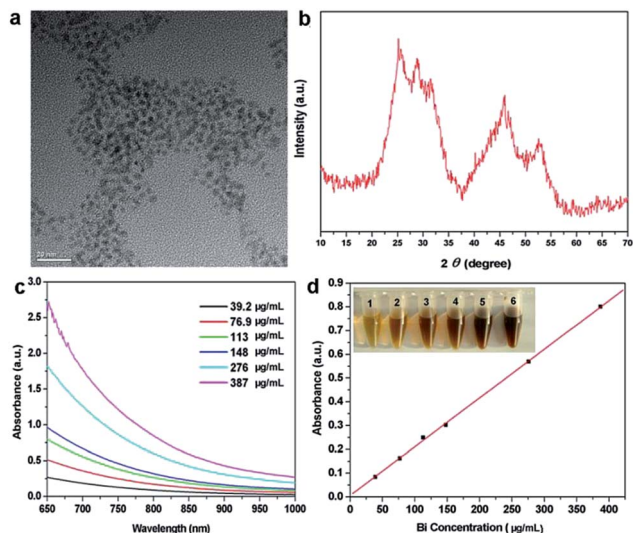 a
20 nm
b
Intensity (a.u.)
10 15 20 25 30 35 40 45 50 55 60 65 70
2 θ (degree)
c
Absorbance (a.u.)
3.0
2.5
2.0
1.5
1.0
0.5
0.0
39.2 µg/mL
76.9 µg/mL
113 µg/mL
148 µg/mL
276 µg/mL
387 µg/mL
650 700 750 800 850 900 950 1000
Wavelength (nm)
d
Absorbance (a.u.)
0.9
0.8
0.7
0.6
0.5
0.4
0.3
0.2
0.1
0.0
1 2 3 4 5 6
0 50 100 150 200 250 300 350 400
Bi Concentration ( µg/mL)